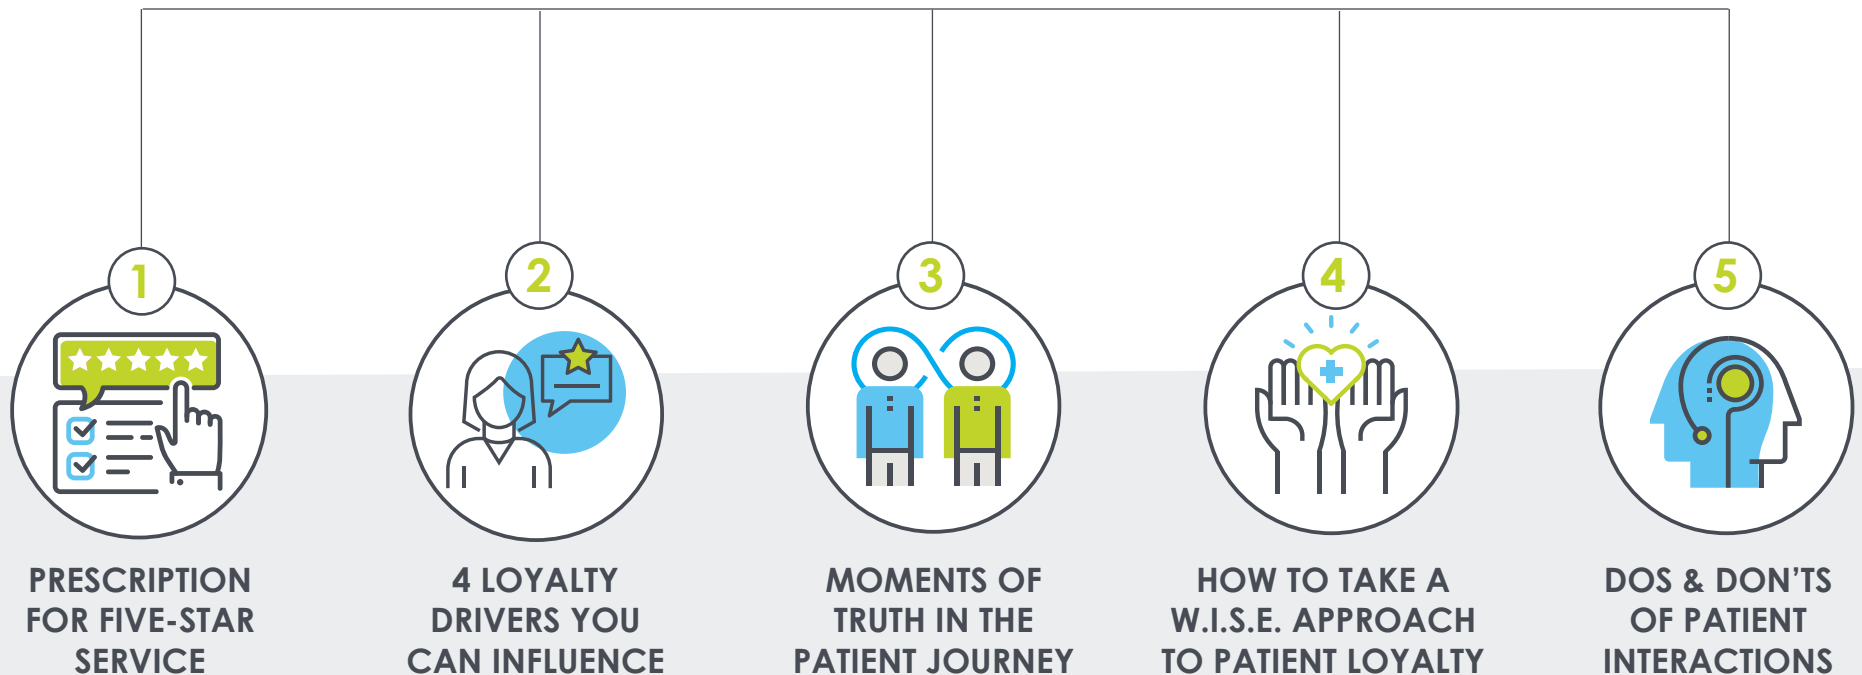 1
PRESCRIPTION
FOR FIVE-STAR
SERVICE
2
4 LOYALTY
DRIVERS YOU
CAN INFLUENCE
3
MOMENTS OF
TRUTH IN THE
PATIENT JOURNEY
4
HOW TO TAKE A
W.I.S.E. APPROACH
TO PATIENT LOYALTY
5
DOS & DON'TS
OF PATIENT
INTERACTIONS